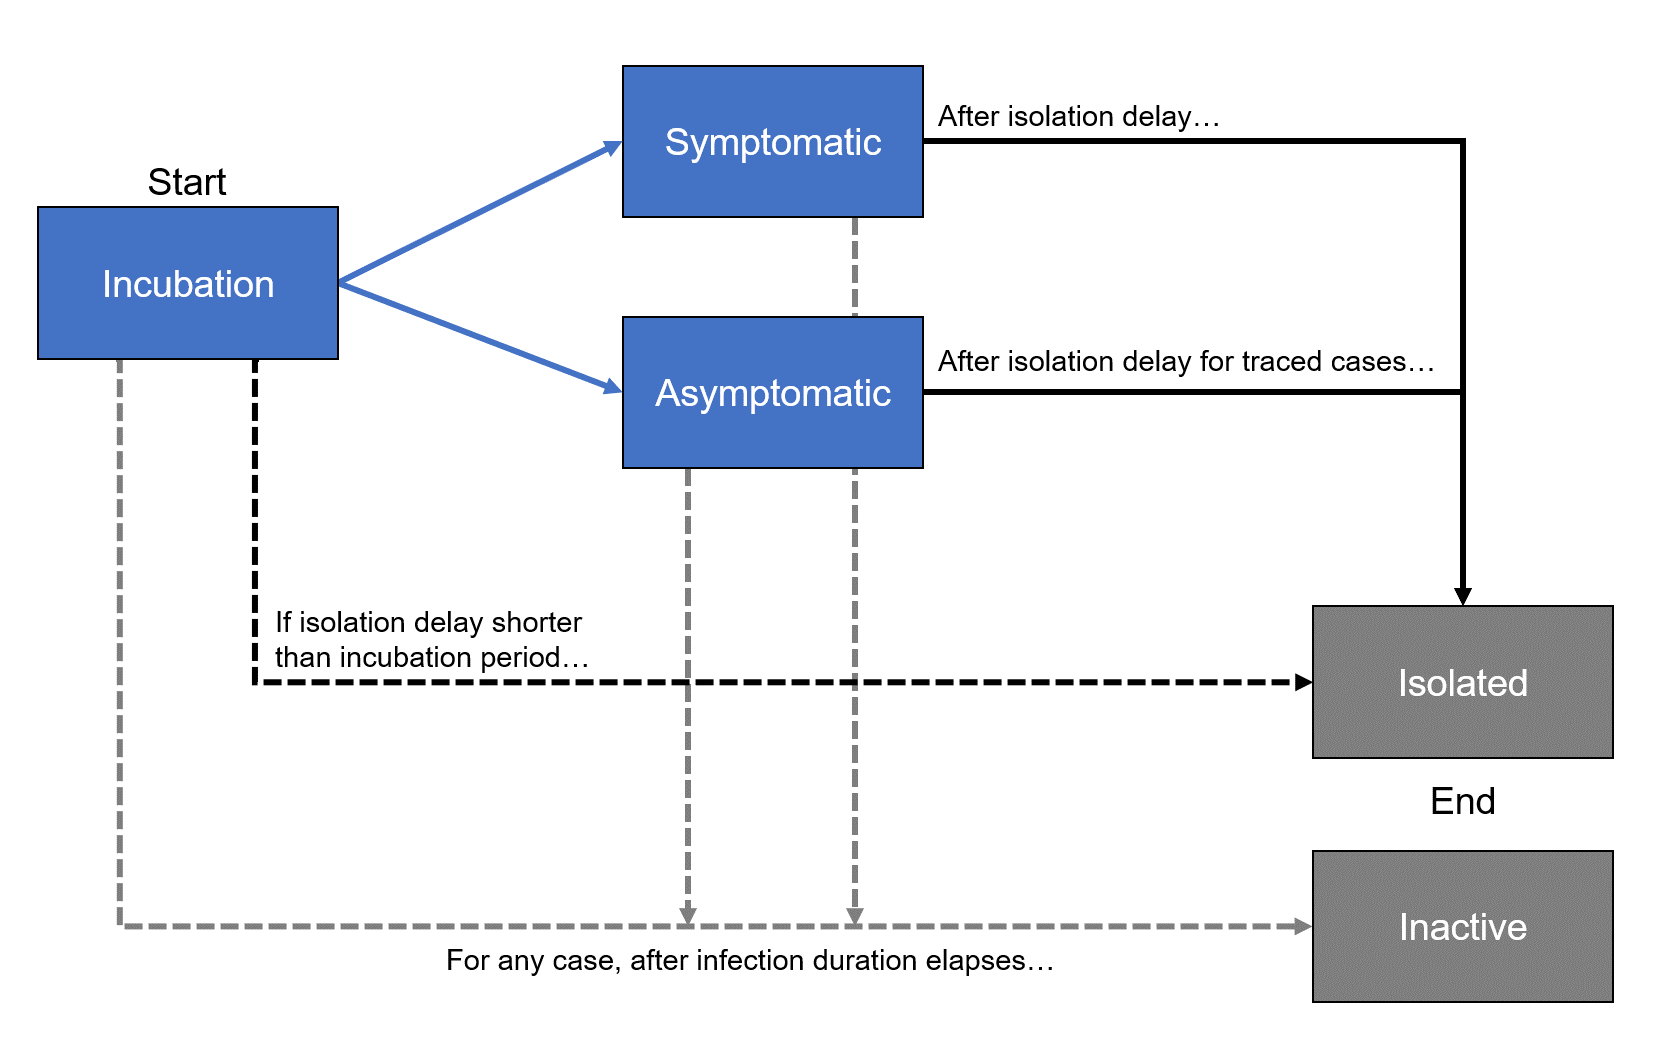 Symptomatic
After isolation delay…
Start
Incubation
After isolation delay for traced cases…
Asymptomatic
If isolation delay shorter
than incubation period…
Isolated
End
Inactive
For any case, after infection duration elapses…